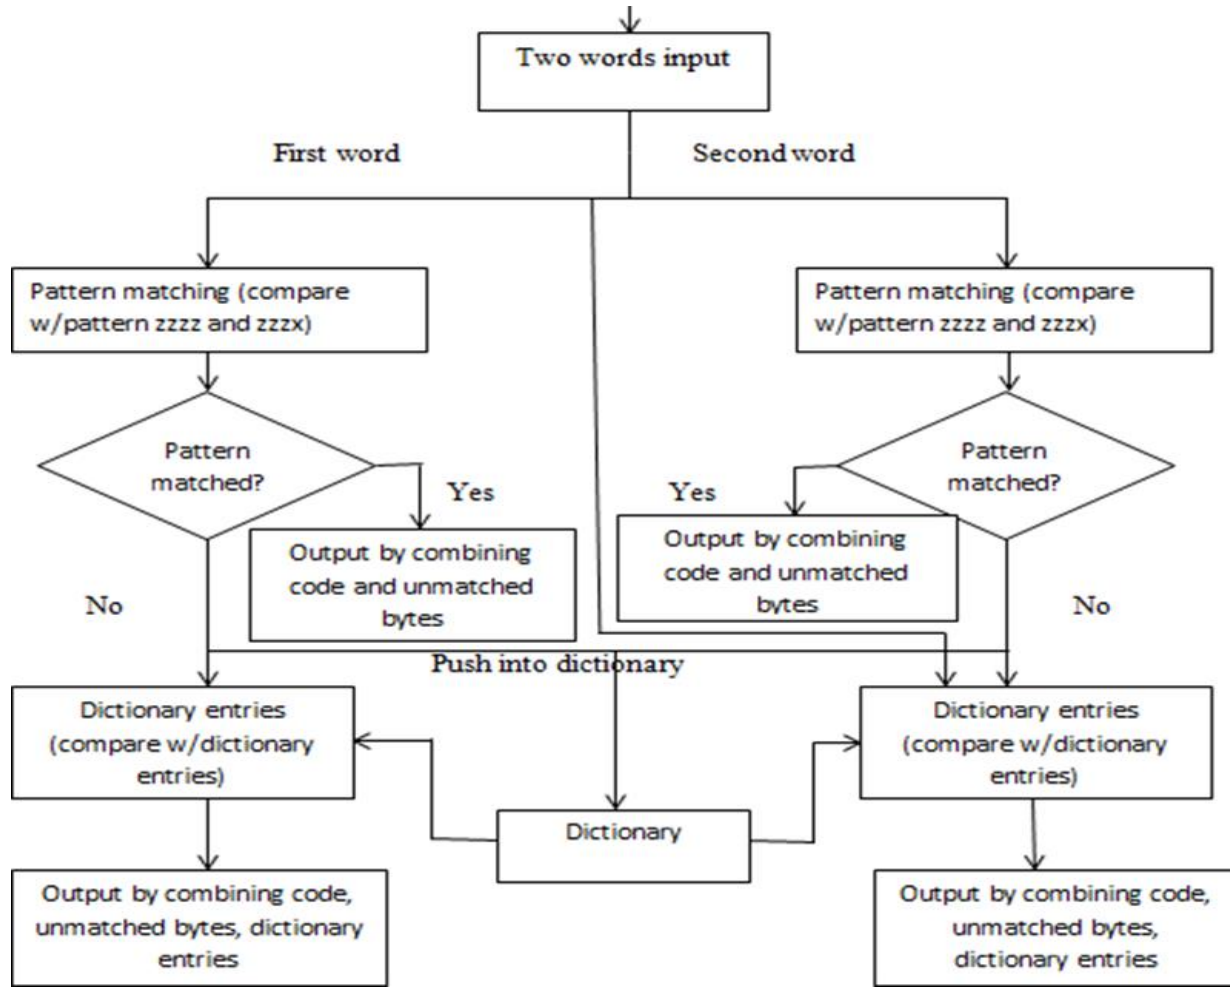 Two words input
First word
Second word
Pattern matching (compare
w/pattern zzzz and zzzx)
Pattern matching (compare
w/pattern zzzz and zzzx)
Pattern
matched?
Pattern
matched?
Yes
Yes
Output by combining
code and unmatched
bytes
Output by combining
code and unmatched
bytes
No
No
Push into dictionary
Dictionary entries
(compare w/dictionary
entries)
Dictionary entries
(compare w/dictionary
entries)
Dictionary
Output by combining code,
unmatched bytes, dictionary
entries
Output by combining code,
unmatched bytes,
dictionary entries